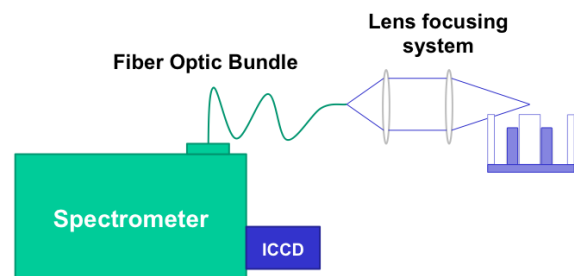 Lens focusing
system
Fiber Optic Bundle
Spectrometer
ICCD